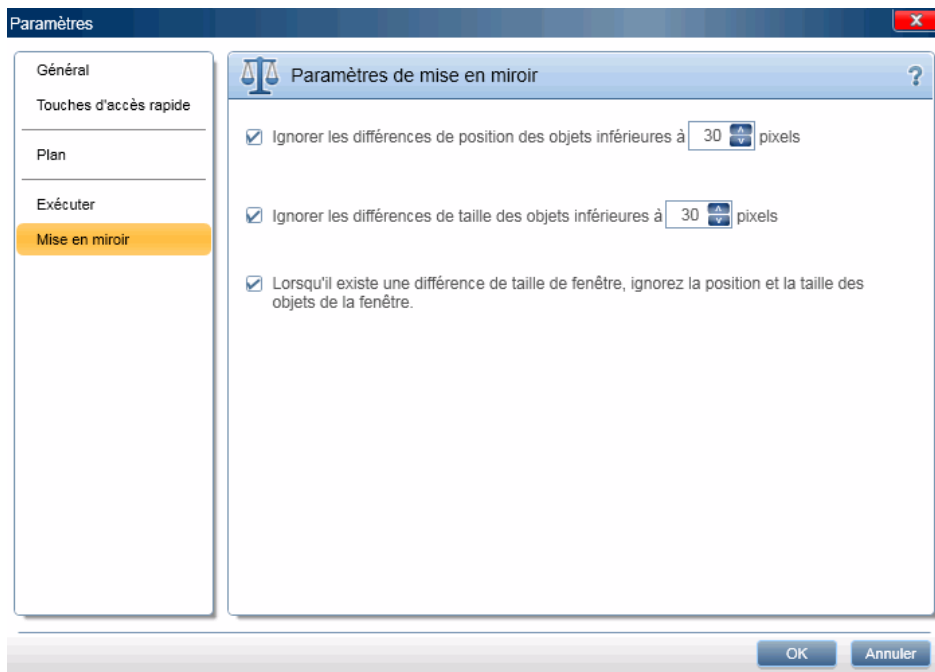 Paramètres
Général
Touches d'accès rapide
Plan
Exécuter
Mise en miroir
Paramètres de mise en miroir
?
Ignorer les différences de position des objets inférieures à 30 pixels
Ignorer les différences de taille des objets inférieures à 30 pixels
Lorsqu'il existe une différence de taille de fenêtre, ignorez la position et la taille des
objets de la fenêtre.
OK
Annuler